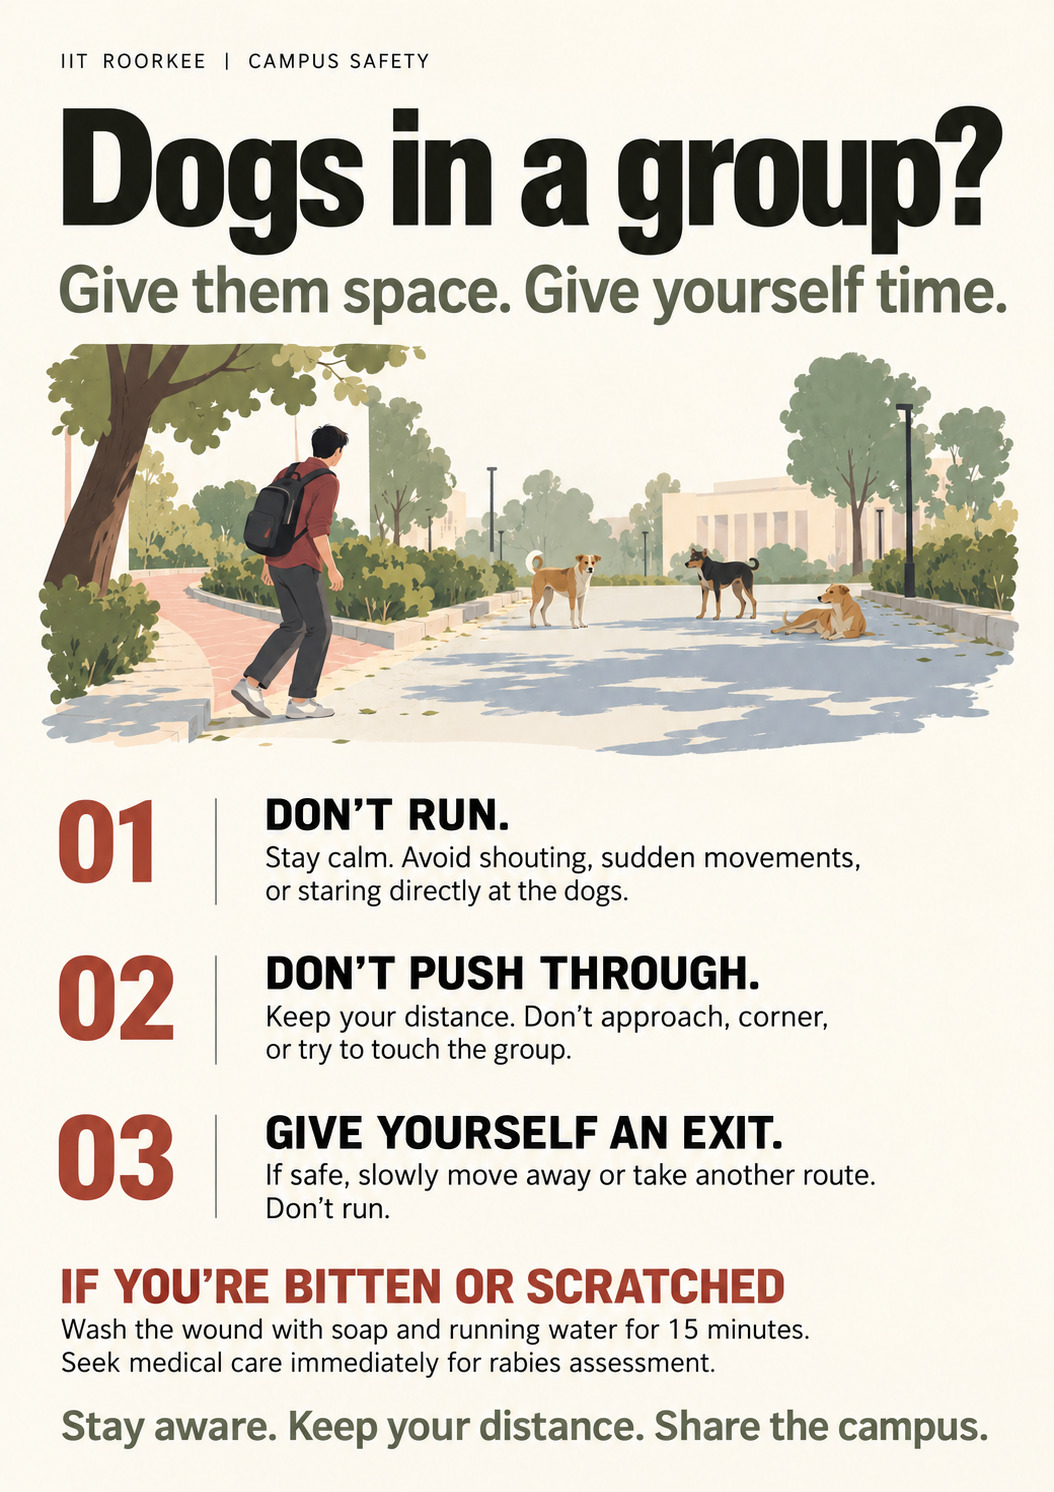 IIT ROORKEE | CAMPUS SAFETY
Dogs in a group?
Give them space. Give yourself time.
01
DON'T RUN.
Stay calm. Avoid shouting, sudden movements,
or staring directly at the dogs.
02
DON'T PUSH THROUGH.
Keep your distance. Don't approach, corner,
or try to touch the group.
03
GIVE YOURSELF AN EXIT.
If safe, slowly move away or take another route.
Don't run.
IF YOU'RE BITTEN OR SCRATCHED
Wash the wound with soap and running water for 15 minutes.
Seek medical care immediately for rabies assessment.
Stay aware. Keep your distance. Share the campus.